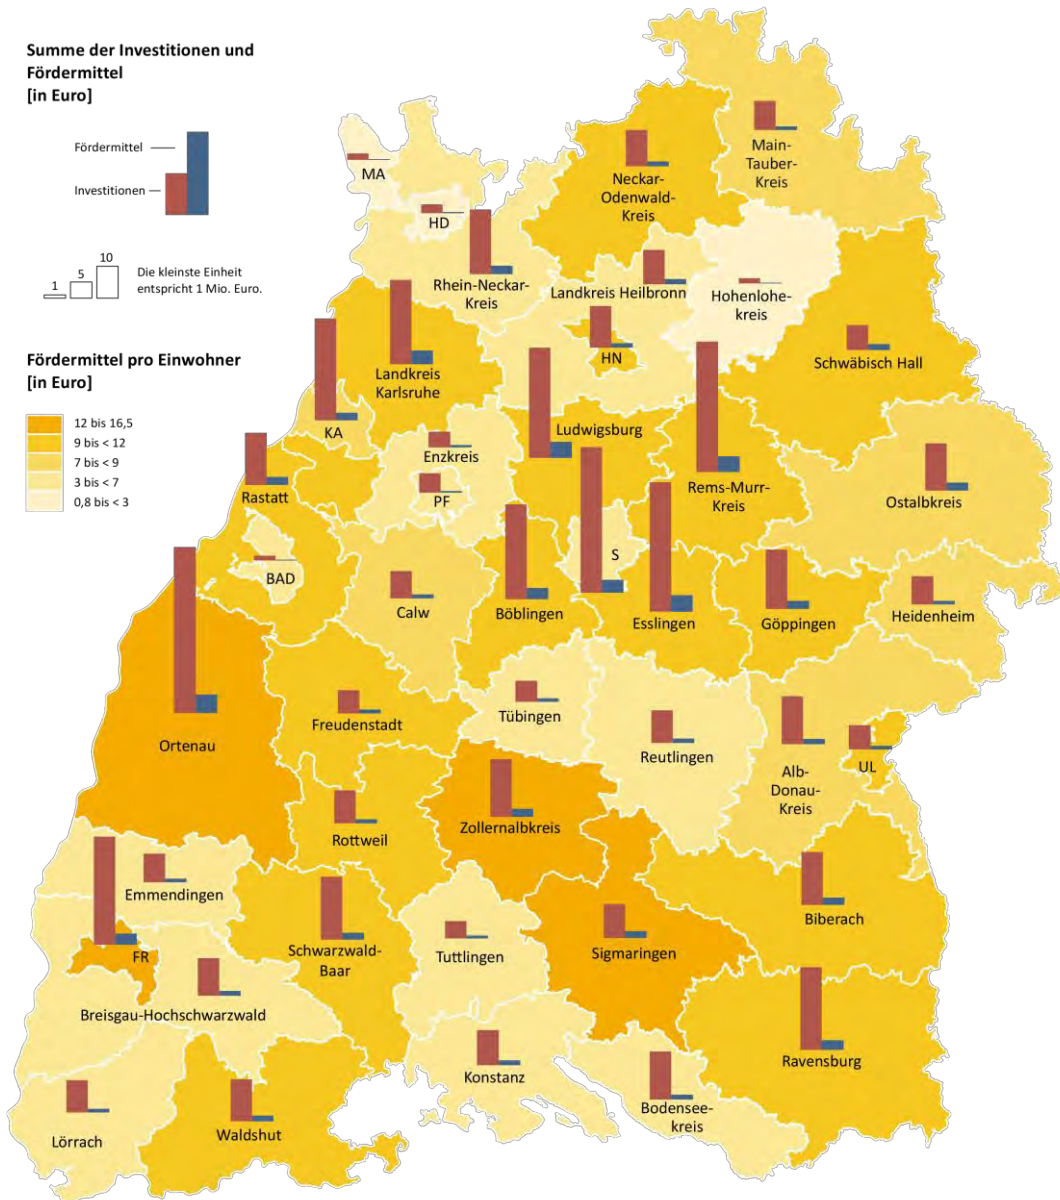 Summe der Investitionen und
Fördermittel
[in Euro]
Fördermittel
Investitionen
1
5
10
Die kleinste Einheit
entspricht 1 Mio. Euro.
Fördermittel pro Einwohner
[in Euro]
12 bis 16,5
9 bis < 12
7 bis < 9
3 bis < 7
0,8 bis < 3
Main-
Tauber-
Kreis
MA
Neckar-
Odenwald-
Kreis
HD
Rhein-Neckar-
Kreis
Landkreis Heilbronn
Hohenlohe-
kreis
HN
Schwäbisch Hall
Landkreis
Karlsruhe
KA
Ludwigsburg
Enzkreis
Rems-Murr-
Kreis
Rastatt
PF
Ostalbkreis
S
BAD
Calw
Böblingen
Esslingen
Göppingen
Heidenheim
Tübingen
Freudenstadt
Ortenau
Reutlingen
UL
Alb-
Donau-
Kreis
Zollernalbkreis
Rottweil
Emmendingen
Biberach
Schwarzwald-
Baar
FR
Tuttlingen
Sigmaringen
Breisgau-Hochschwarzwald
Ravensburg
Konstanz
Bodensee-
kreis
Waldshut
Lörrach